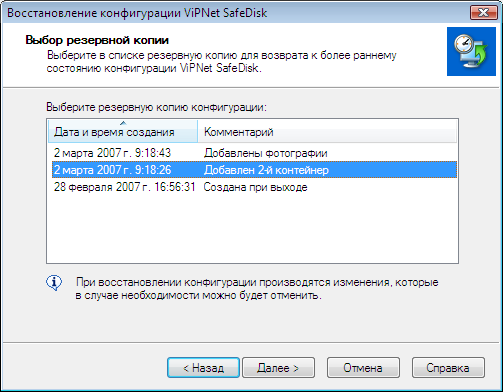 Восстановление конфигурации ViPNet SafeDisk
Выбор резервной копии
Выберите в списке резервную копию для возврата к более раннему
состоянию конфигурации ViPNet SafeDisk.
Выберите резервную копию конфигурации:
Дата и время создания Комментарий
2 марта 2007 г. 9:18:43 Добавлены фотографии
2 марта 2007 г. 9:18:26 Добавлен 2-й контейнер
28 февраля 2007 г. 16:56:31 Создана при выходе
При восстановлении конфигурации производятся изменения, которые
в случае необходимости можно будет отменить.
< Назад Далее > Отмена Справка